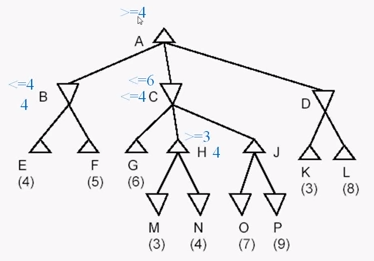 >=4
A
<=4
4
B
<=6
<=4
C
D
>=3
E
(4)
F
(5)
G
(6)
H
4
J
K
(3)
L
(8)
M
(3)
N
(4)
O
(7)
P
(9)